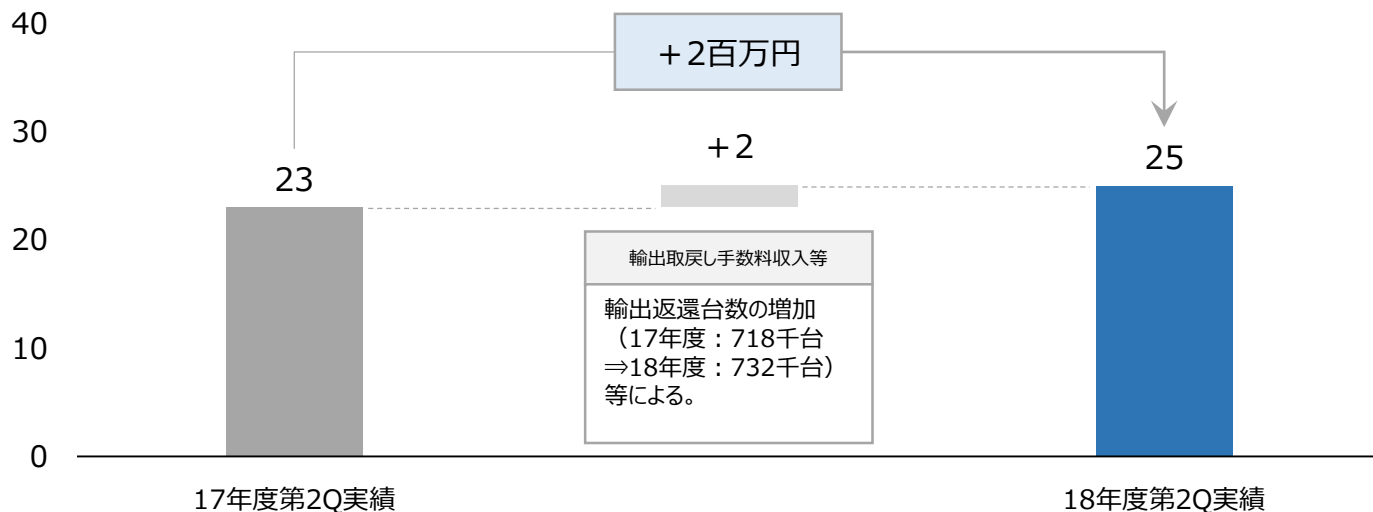 40
＋2百万円
30
＋2
25
23
20
輸出取戻し手数料収入等
輸出返還台数の増加
（17年度：718千台
⇒18年度：732千台）
等による。
10
0
17年度第2Q実績
18年度第2Q実績